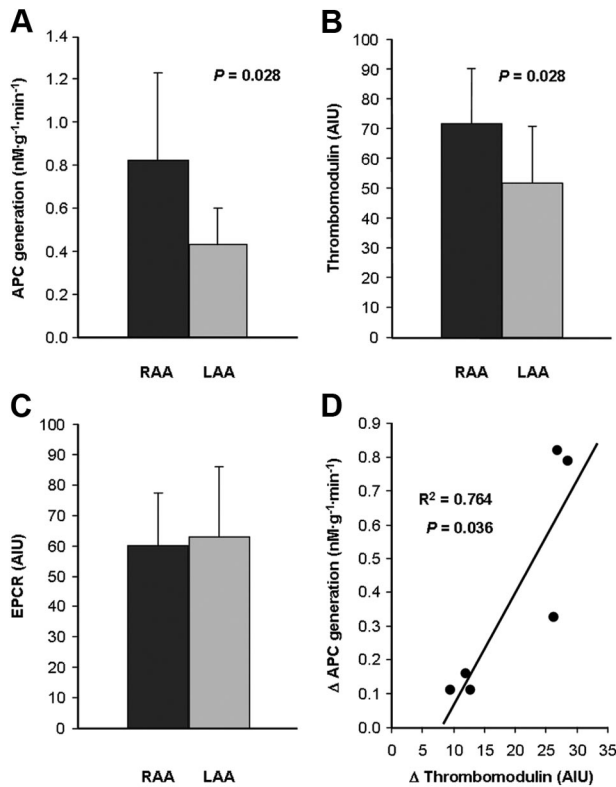 A
APC generation (nM·g⁻¹·min⁻¹)
1.4
1.2
1.0
0.8
0.6
0.4
0.2
0.0
P = 0.028
RAA LAA
B
Thrombomodulin (AIU)
100
90
80
70
60
50
40
30
20
10
0
P = 0.028
RAA LAA
C
EPCR (AIU)
100
90
80
70
60
50
40
30
20
10
0
RAA LAA
D
Δ APC generation (nM·g⁻¹·min⁻¹)
0.9
0.8
0.7
0.6
0.5
0.4
0.3
0.2
0.1
0.0
R² = 0.764
P = 0.036
0 5 10 15 20 25 30 35
Δ Thrombomodulin (AIU)